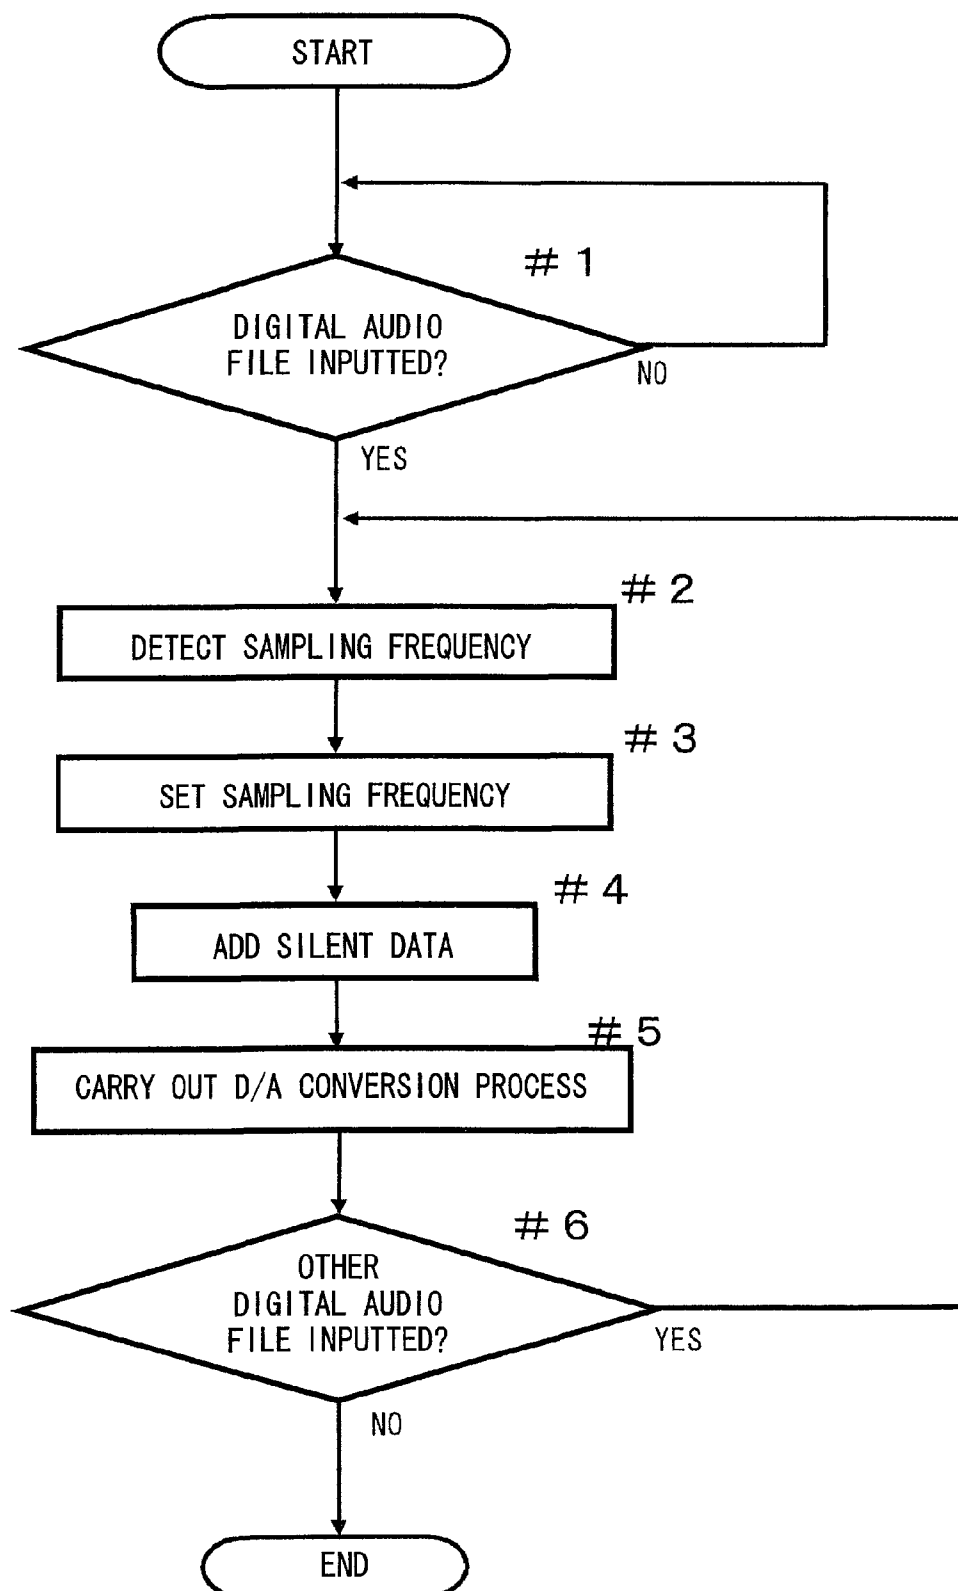 START
# 1
DIGITAL AUDIO
FILE INPUTTED?
NO
YES
# 2
DETECT SAMPLING FREQUENCY
# 3
SET SAMPLING FREQUENCY
# 4
ADD SILENT DATA
# 5
CARRY OUT D/A CONVERSION PROCESS
# 6
OTHER
DIGITAL AUDIO
FILE INPUTTED?
YES
NO
END